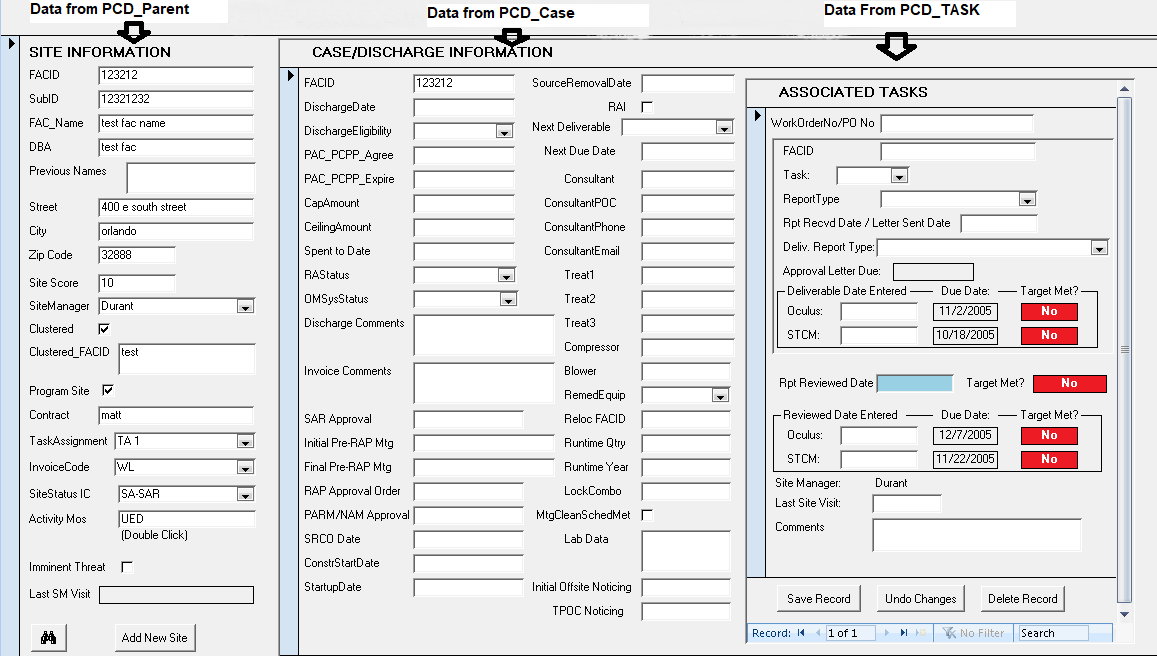 Data from PCD_Parent
Data from PCD_Case
Data From PCD_TASK
SITE INFORMATION
FACID 123212
SubID 12321232
FAC_Name test fac name
DBA test fac
Previous Names
Street 400 e south street
City orlando
Zip Code 32888
Site Score 10
SiteManager Durant
Clustered
Clustered_FACID test
Program Site
Contract matt
TaskAssignment TA 1
InvoiceCode WL
SiteStatus IC SA-SAR
Activity Mos UED
(Double Click)
Imminent Threat
Last SM Visit
Add New Site
CASE/DISCHARGE INFORMATION
FACID 123212
DischargeDate
DischargeEligibility
PAC_PCPP_Agree
PAC_PCPP_Expire
CapAmount
CeilingAmount
Spent to Date
RAStatus
OMSysStatus
Discharge Comments
Invoice Comments
SAR Approval
Initial Pre-RAP Mtg
Final Pre-RAP Mtg
RAP Approval Order
PARM/NAM Approval
SRCO Date
ConstrStartDate
StartupDate
SourceRemovalDate
RAI
Next Deliverable
Next Due Date
Consultant
ConsultantPOC
ConsultantPhone
ConsultantEmail
Treat1
Treat2
Treat3
Compressor
Blower
RemedEquip
Reloc FACID
Runtime Qtry
Runtime Year
LockCombo
MtgCleanSchedMet
Lab Data
Initial Offsite Noticing
TPOC Noticing
ASSOCIATED TASKS
WorkOrderNo/PO No
FACID
Task:
ReportType
Rpt Recvd Date / Letter Sent Date
Deliv. Report Type:
Approval Letter Due:
Deliverable Date Entered Due Date: Target Met?
Oculus: 11/2/2005 No
STCM: 10/18/2005 No
Rpt Reviewed Date Target Met? No
Reviewed Date Entered Due Date: Target Met?
Oculus: 12/7/2005 No
STCM: 11/22/2005 No
Site Manager: Durant
Last Site Visit:
Comments
Save Record Undo Changes Delete Record
Record: 1 of 1 No Filter Search